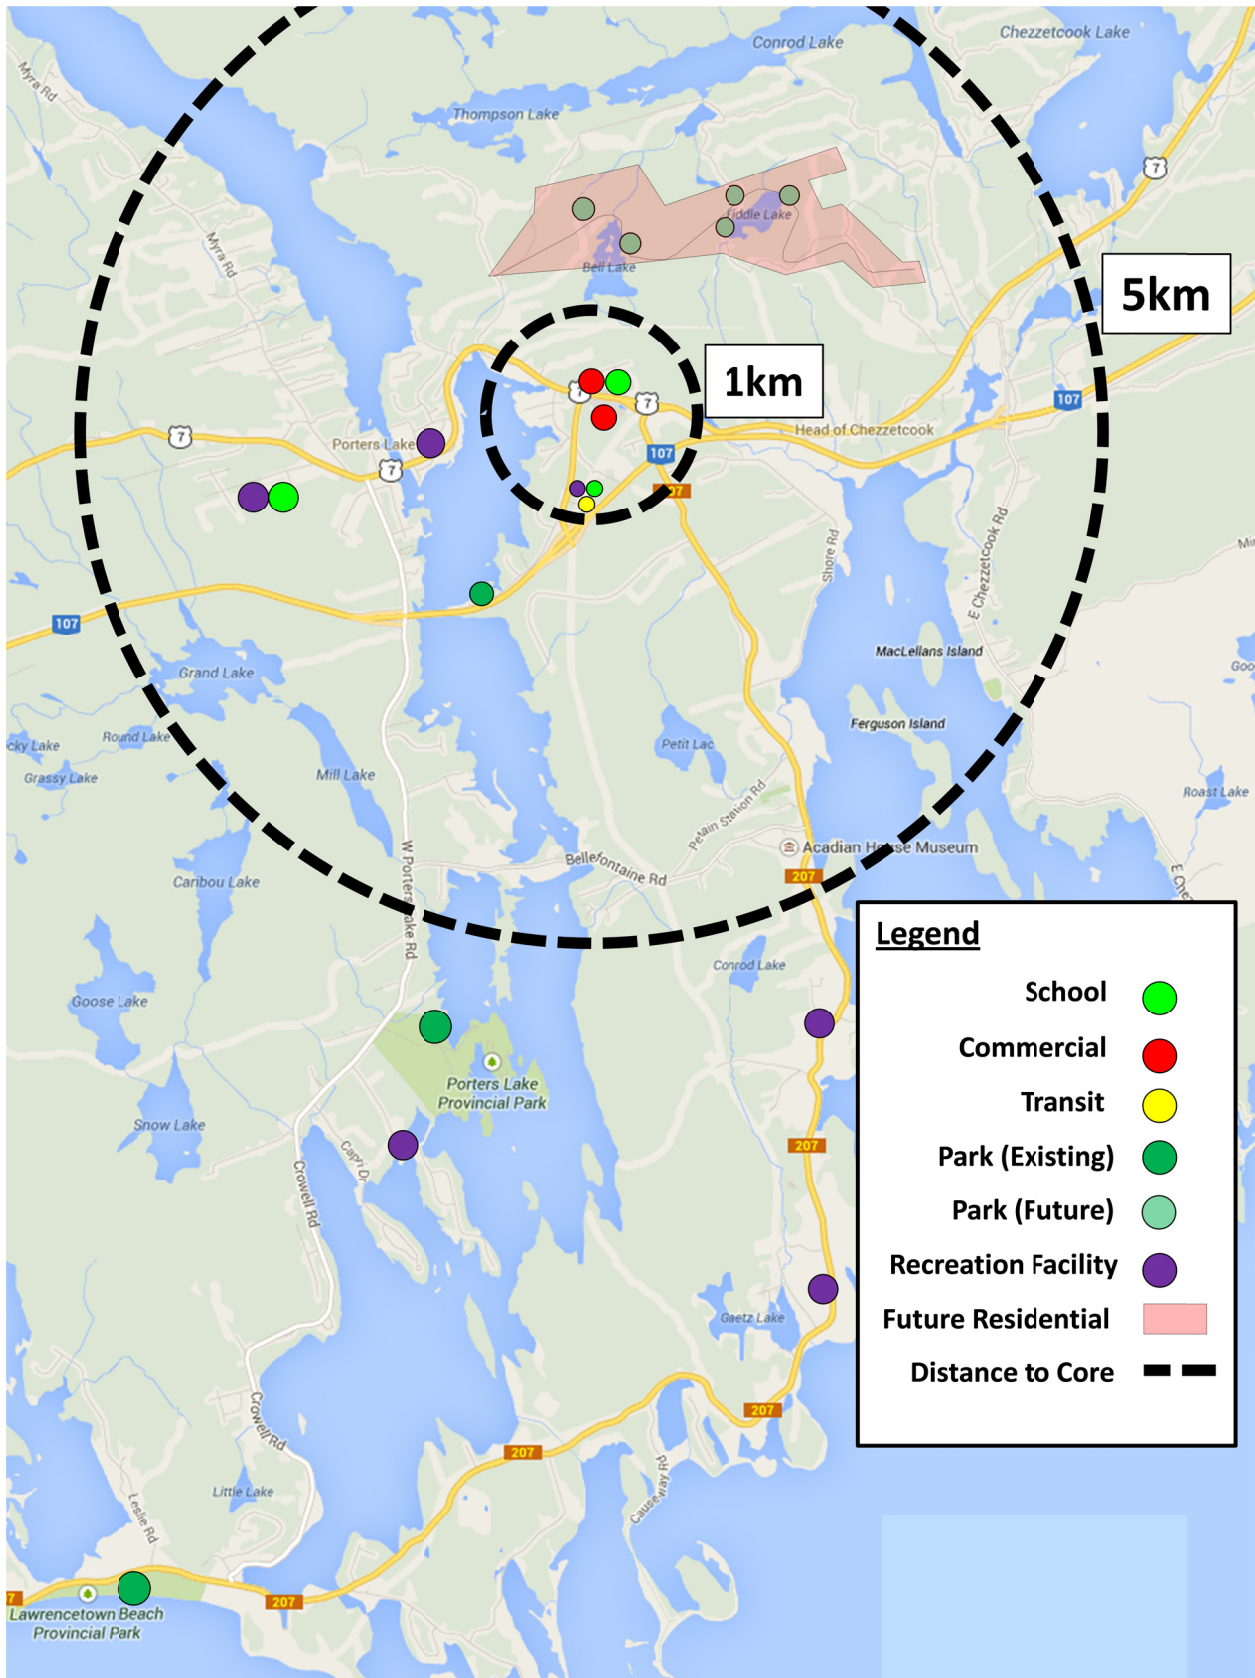 Conrod Lake
Chezzetcook Lake
Myra Rd
Thompson Lake
7
Myra Rd
Fiddle Lake
Bell Lake
5km
1km
7
7
107
7
Porters Lake
7
Head of Chezzetcook
107
207
Shore Rd
E Chezzetcook Rd
107
MacLellans Island
Grand Lake
Ferguson Island
Round Lake
cky Lake
Petit Lac
Grassy Lake
Mill Lake
Roast Lake
Petain Station Rd
W Porters Lake Rd
Acadian House Museum
Bellefontaine Rd
207
Caribou Lake
E Chez
Legend
School
Commercial
Transit
Park (Existing)
Park (Future)
Recreation Facility
Future Residential
Distance to Core
Conrod Lake
Goose Lake
Porters Lake
Provincial Park
Snow Lake
207
Capri Dr
Crowell Rd
Gaetz Lake
207
Crowell Rd
207
Causeway Rd
Little Lake
Leslie Rd
7
207
Lawrencetown Beach
Provincial Park